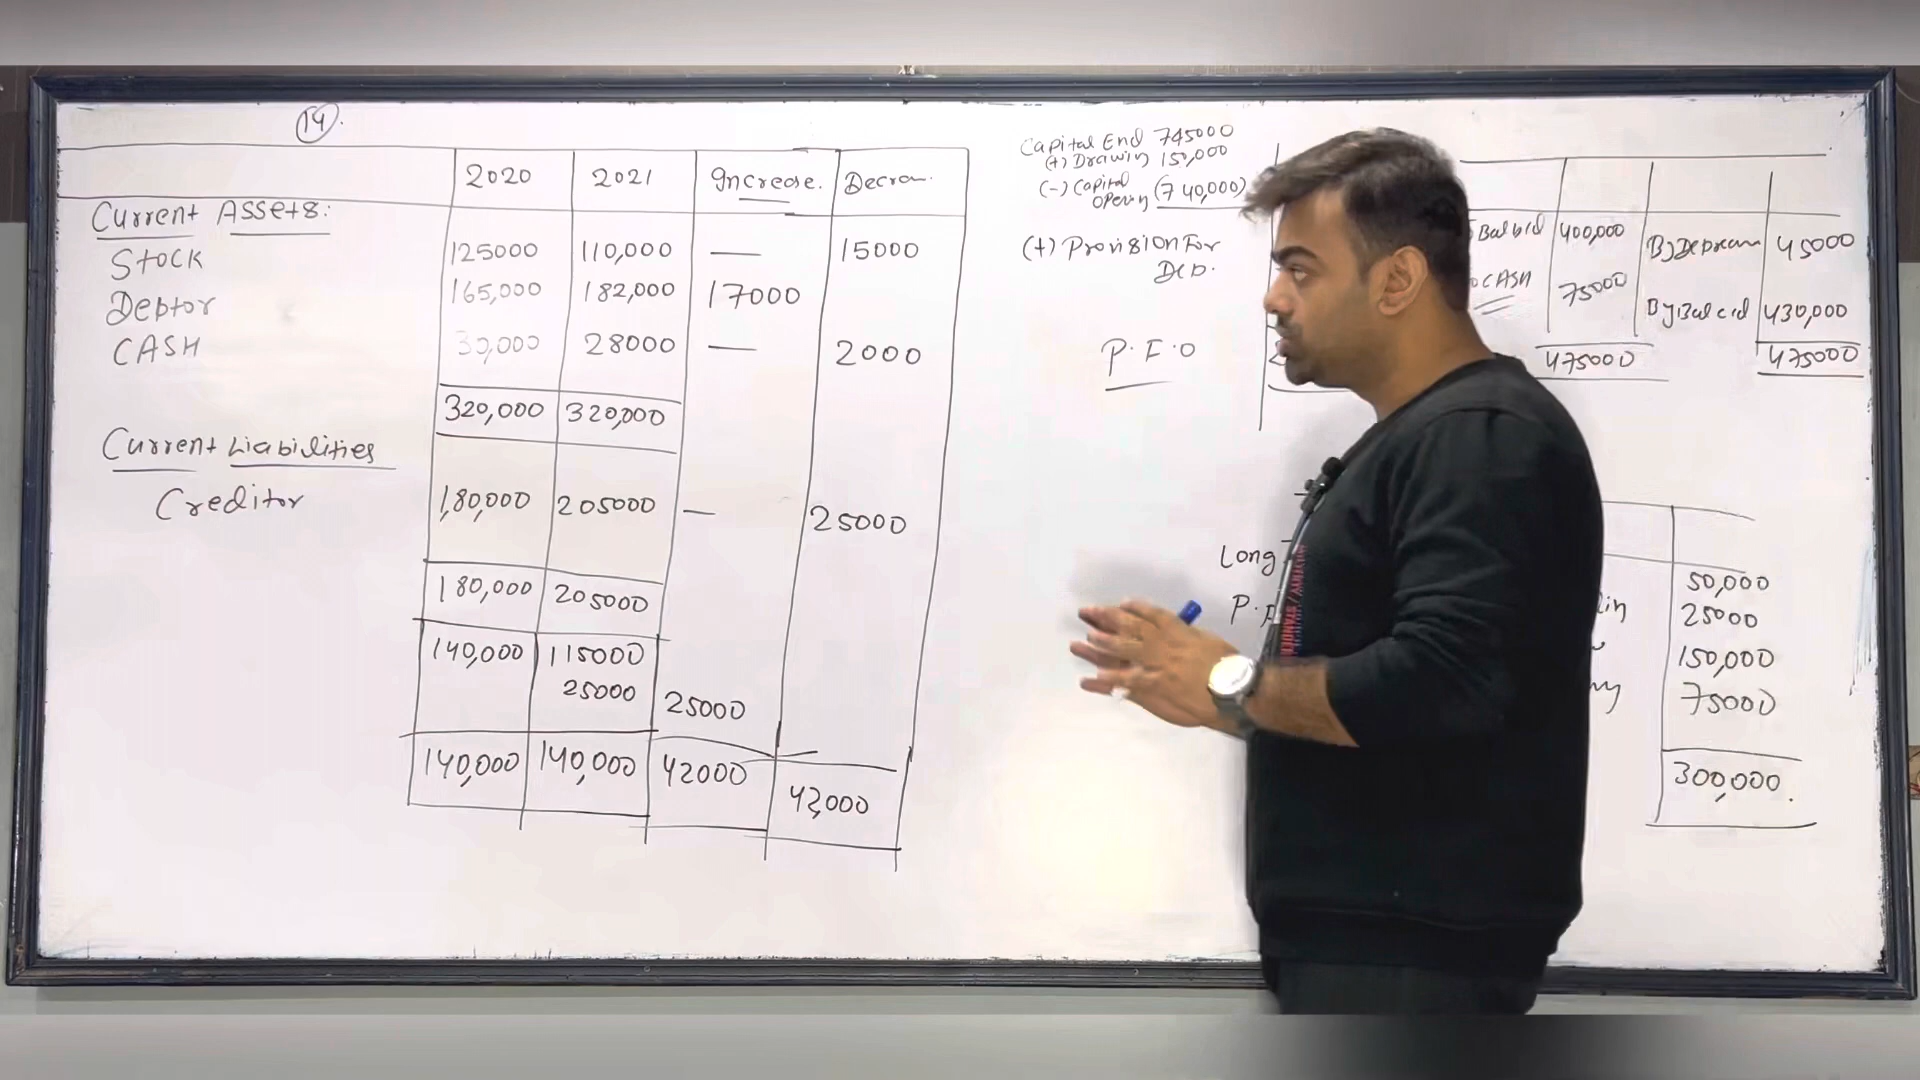 14.
2020 2021 Increase. Decrea.
Current Assets:
Stock 125000 110,000 — 15000
Debtor 165,000 182,000 17000
CASH 30,000 28000 — 2000
320,000 320,000
Current Liabilities
Creditor 1,80,000 205000 — 25000
180,000 205000
140,000 115000
25000 25000
140,000 140,000 42000 42,000
Capital End 745000
(+) Drawing 150,000
(-) Capital
Opening (740,000)
(+) Provision For
Dep.
P.F.O
Bal b/d 400,000 By Depream 45000
CASH 75000 By Bal c/d 430,000
475000 475000
Long
P.F
50,000
25000
150,000
75000
300,000.